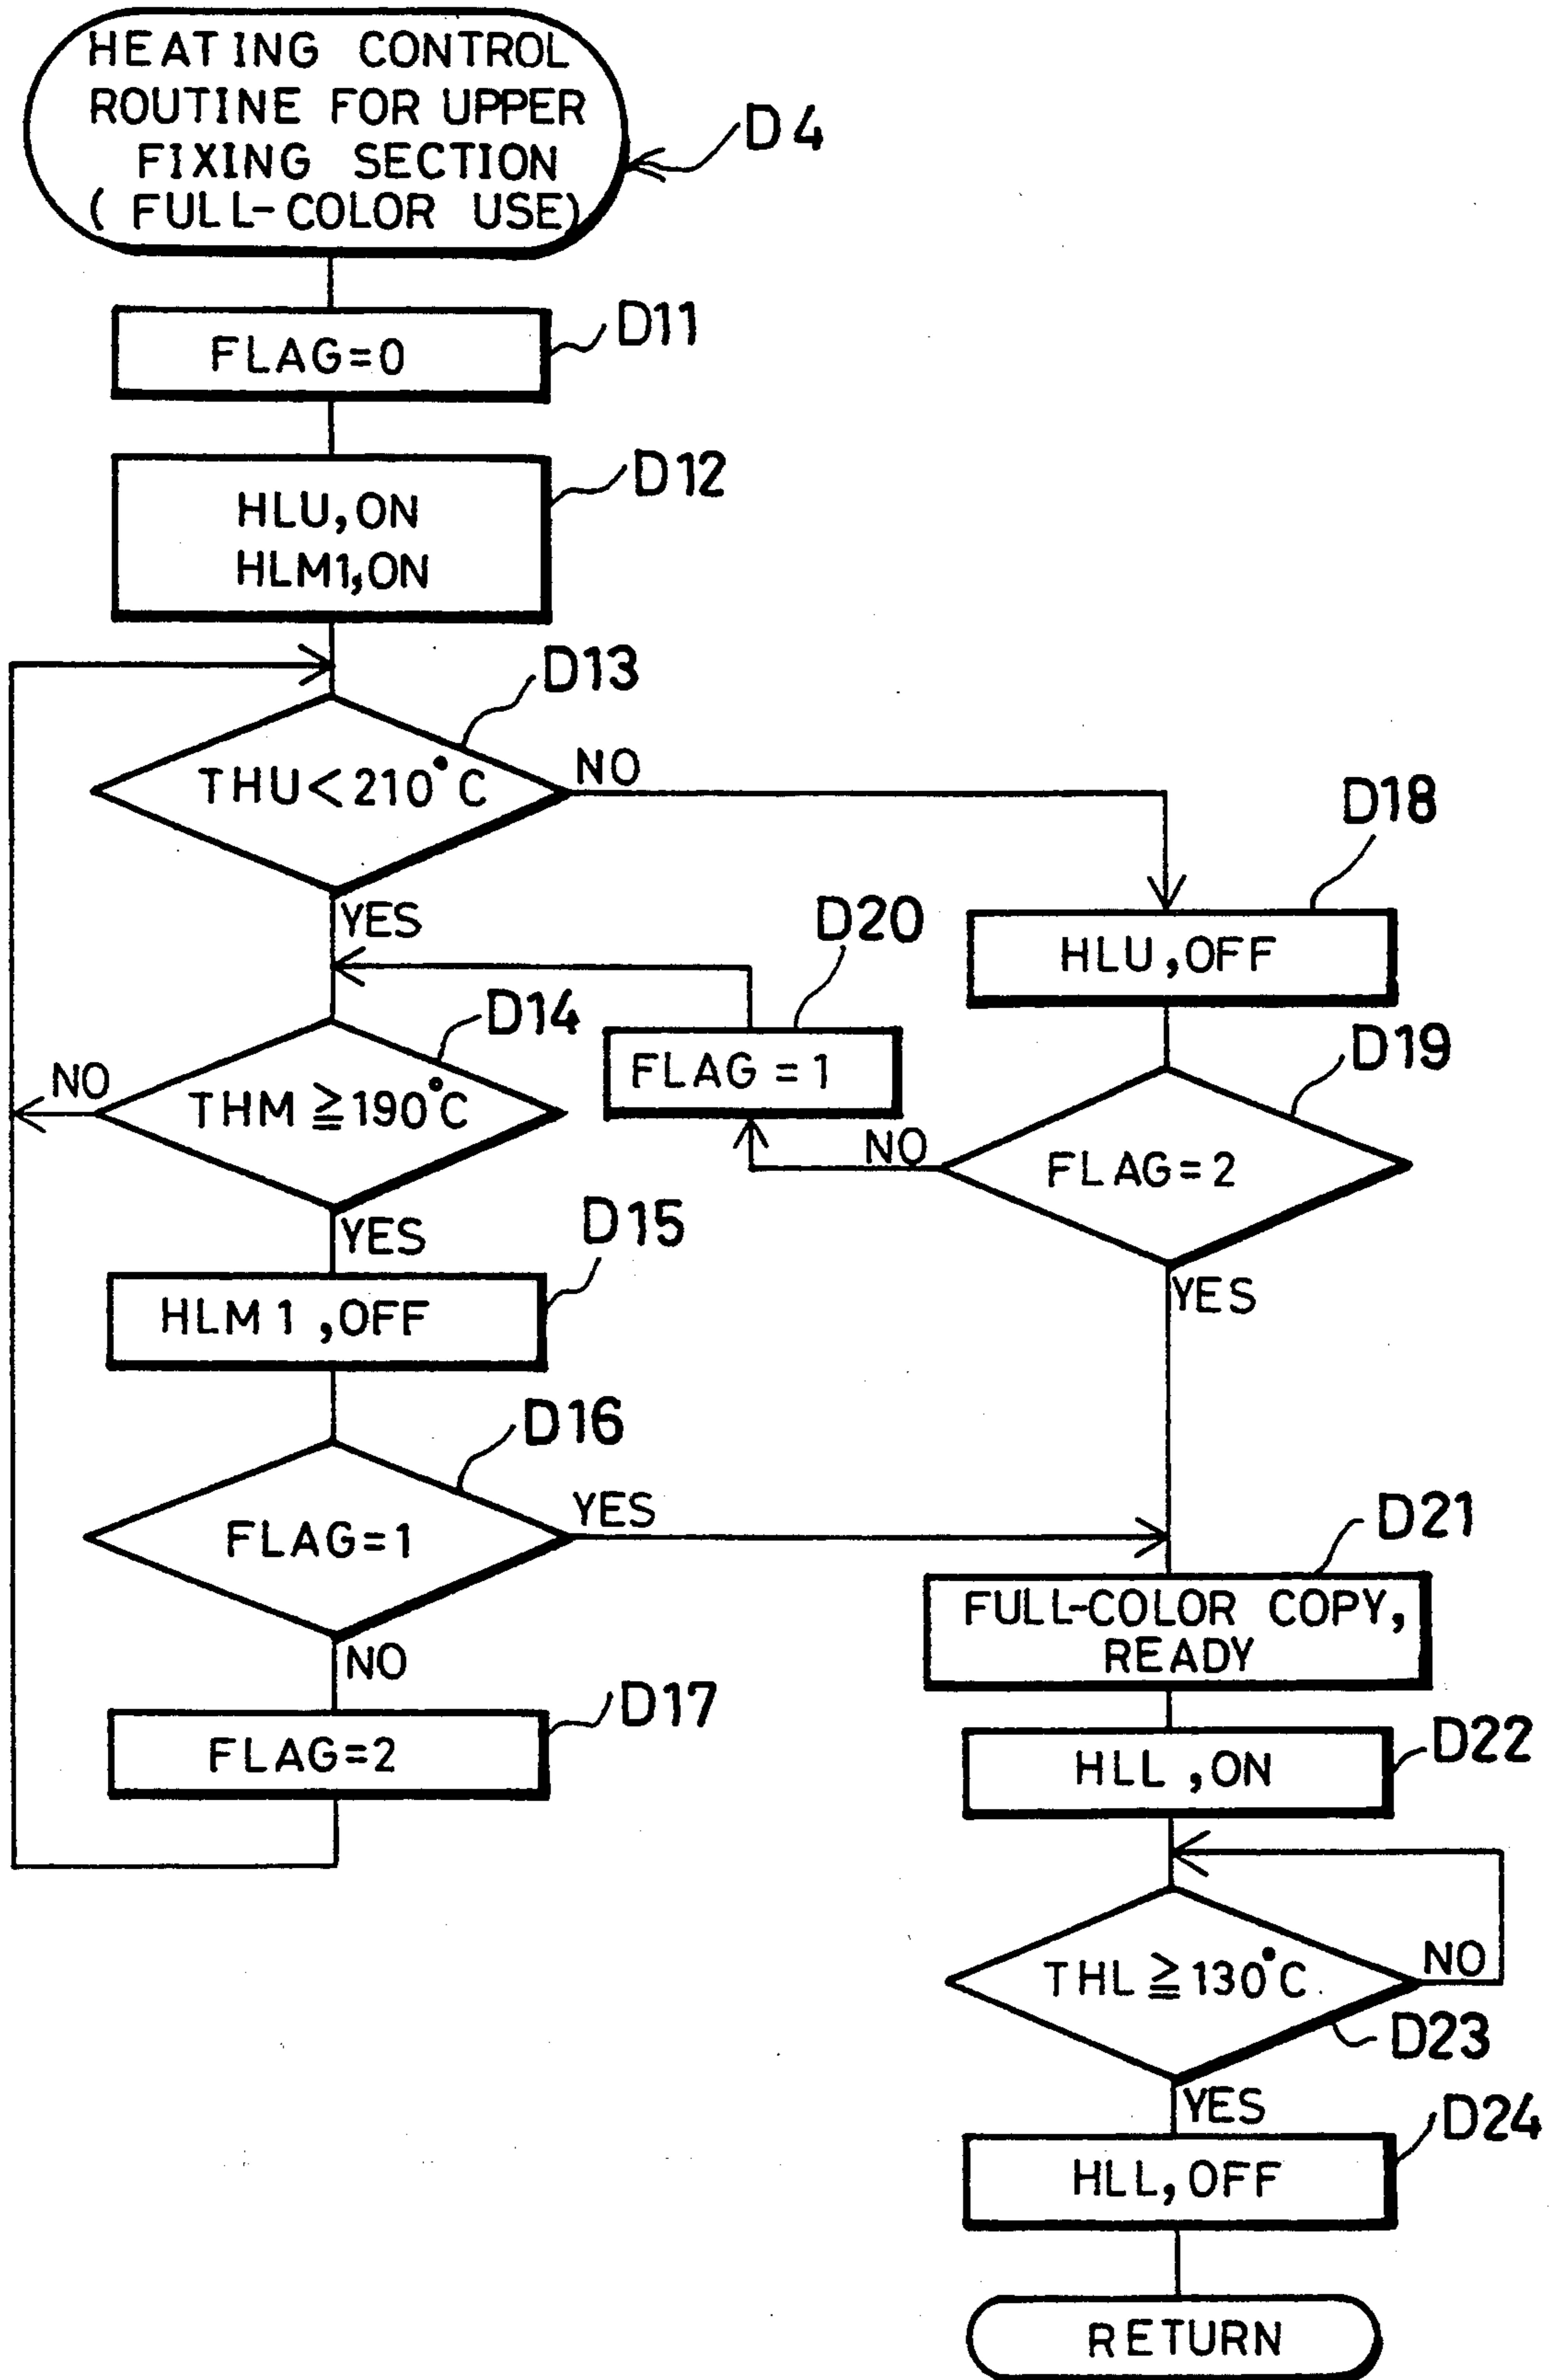 HEATING CONTROL
ROUTINE FOR UPPER
FIXING SECTION
( FULL-COLOR USE)
D4
FLAG=0
D11
HLU,ON
HLM1,ON
D12
D13
THU<210°C
NO
YES
D18
HLU,OFF
D20
FLAG=1
D14
THM≧190°C
NO
YES
D19
FLAG=2
NO
YES
D15
HLM1,OFF
D16
FLAG=1
YES
NO
D17
FLAG=2
D21
FULL-COLOR COPY,
READY
D22
HLL,ON
THL≧130°C
NO
D23
YES
D24
HLL,OFF
RETURN